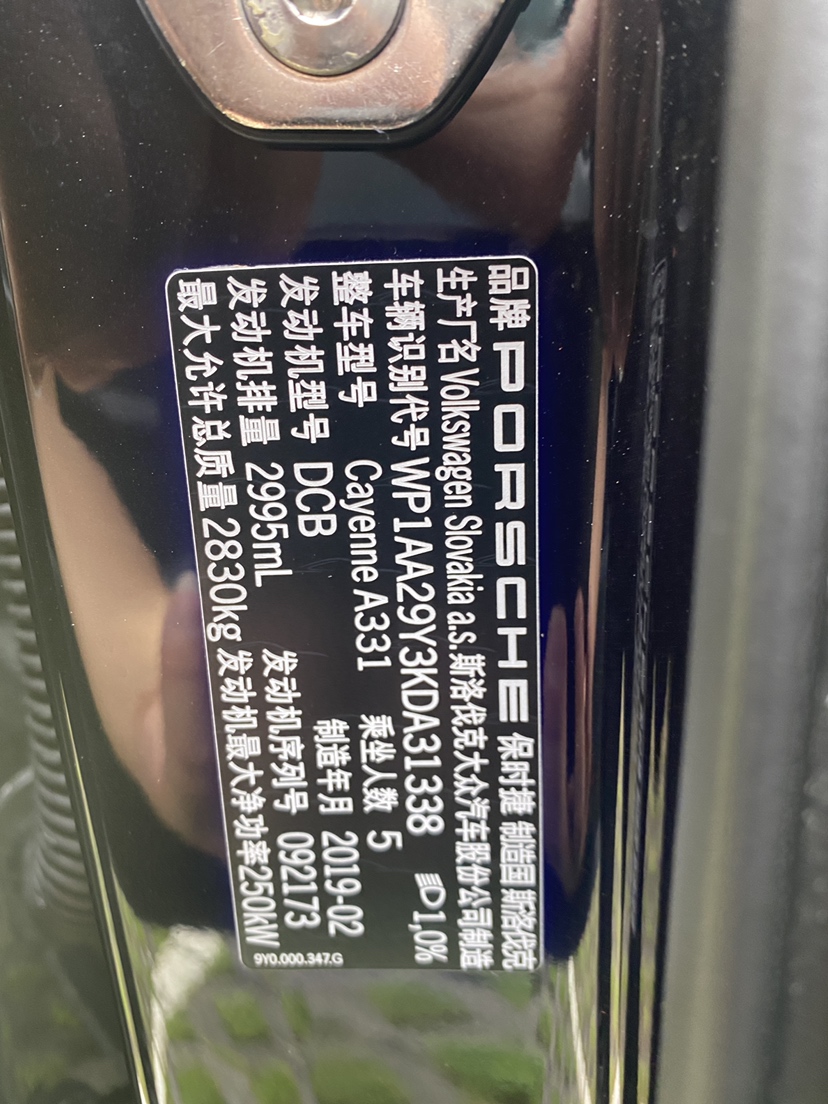 品牌 PORSCHE 保时捷 制造国 斯洛伐克
生产厂名 Volkswagen Slovakia a.s. 斯洛伐克大众汽车股份公司制造
车辆识别代号 WP1AA29Y3KDA31338 1,0%
整车型号 Cayenne A331 乘坐人数 5
发动机型号 DCB 制造年月 2019-02
发动机排量 2995mL 发动机序列号 092173
最大允许总质量 2830kg 发动机最大净功率 250kW
9Y0.000.347.G